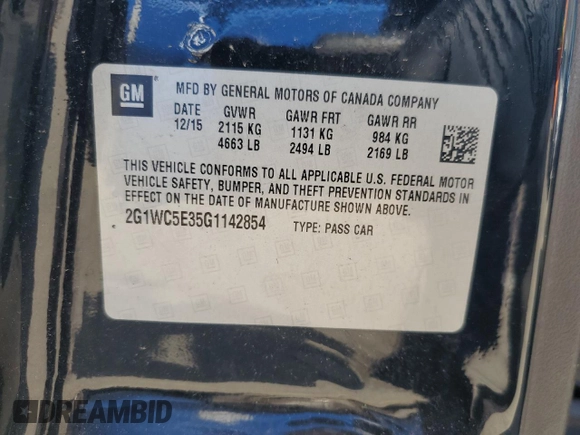 GM
MFD BY GENERAL MOTORS OF CANADA COMPANY
DATE GVWR GAWR FRT GAWR RR
12/15 2115 KG 1131 KG 984 KG
4663 LB 2494 LB 2169 LB
THIS VEHICLE CONFORMS TO ALL APPLICABLE U.S. FEDERAL MOTOR
VEHICLE SAFETY, BUMPER, AND THEFT PREVENTION STANDARDS IN
EFFECT ON THE DATE OF MANUFACTURE SHOWN ABOVE.
2G1WC5E35G1142854 TYPE: PASS CAR
DREAMBID